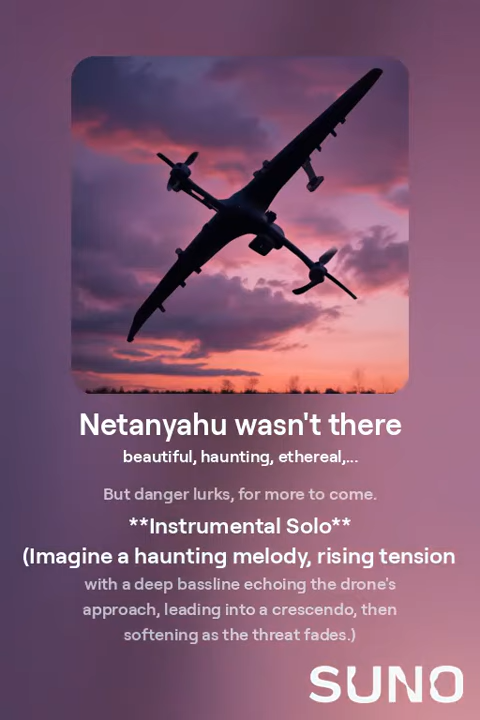 Netanyahu wasn't there
beautiful, haunting, ethereal,...
But danger lurks, for more to come.
**Instrumental Solo**
(Imagine a haunting melody, rising tension
with a deep bassline echoing the drone's
approach, leading into a crescendo, then
softening as the threat fades.)
SUNO